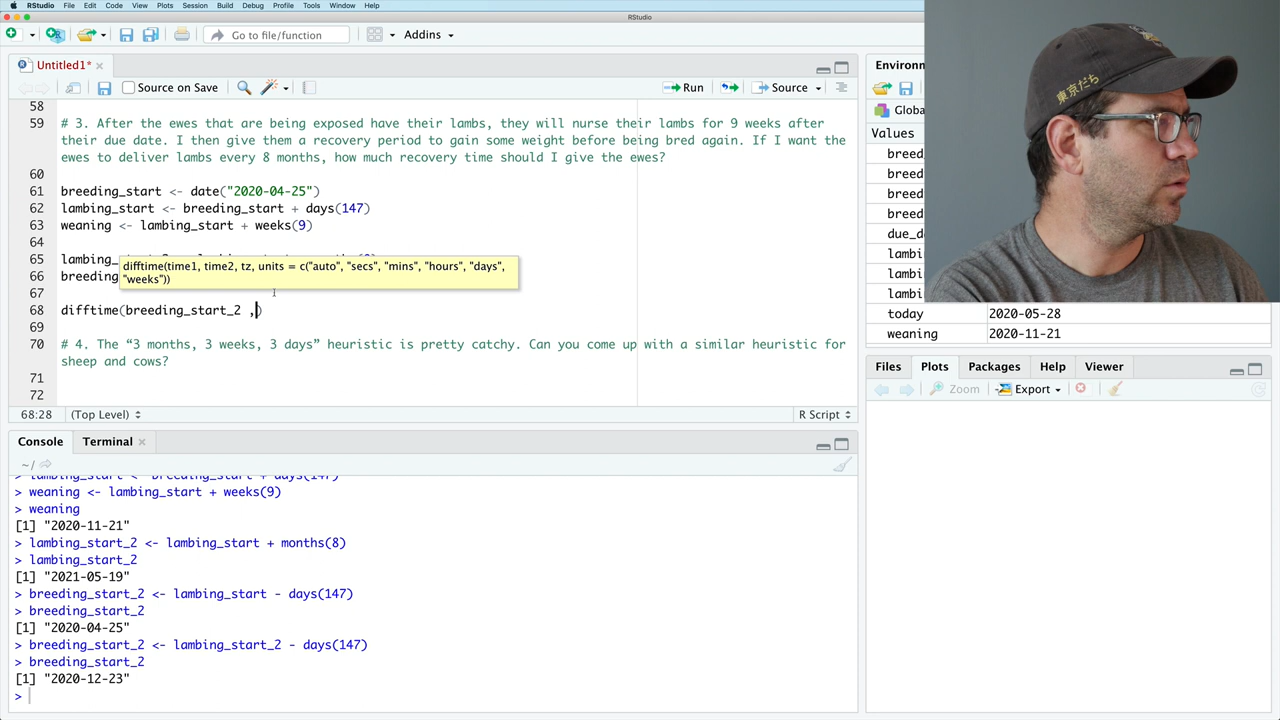 RStudio File Edit Code View Plots Session Build Debug Profile Tools Window Help
RStudio
Go to file/function Addins
Untitled1*
Source on Save Run Source
58
59 # 3. After the ewes that are being exposed have their lambs, they will nurse their lambs for 9 weeks after
their due date. I then give them a recovery period to gain some weight before being bred again. If I want the
ewes to deliver lambs every 8 months, how much recovery time should I give the ewes?
60
61 breeding_start <- date("2020-04-25")
62 lambing_start <- breeding_start + days(147)
63 weaning <- lambing_start + weeks(9)
64
65 lambing
difftime(time1, time2, tz, units = c("auto", "secs", "mins", "hours", "days",
"weeks"))
66 breeding
67
68 difftime(breeding_start_2 ,)
69
70 # 4. The “3 months, 3 weeks, 3 days” heuristic is pretty catchy. Can you come up with a similar heuristic for
sheep and cows?
71
72
68:28 (Top Level) R Script
Console Terminal
~/
> lambing_start <- breeding_start + days(147)
> weaning <- lambing_start + weeks(9)
> weaning
[1] "2020-11-21"
> lambing_start_2 <- lambing_start + months(8)
> lambing_start_2
[1] "2021-05-19"
> breeding_start_2 <- lambing_start - days(147)
> breeding_start_2
[1] "2020-04-25"
> breeding_start_2 <- lambing_start_2 - days(147)
> breeding_start_2
[1] "2020-12-23"
>
Environ
Globa
Values
breed
breed
breed
breed
due_d
lambi
lambi
lambi
today 2020-05-28
weaning 2020-11-21
Files Plots Packages Help Viewer
Zoom Export
東京だち